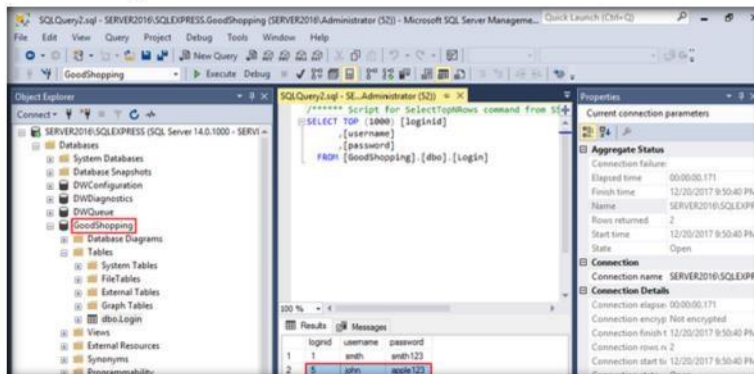 SQLQuery2.sql - SERVER2016\SQLEXPRESS.GoodShopping (SERVER2016\Administrator (52)) - Microsoft SQL Server Manageme...
Quick Launch (Ctrl+Q)
File Edit View Query Project Debug Tools Window Help
New Query
GoodShopping
Execute Debug
Object Explorer
Connect
SERVER2016\SQLEXPRESS (SQL Server 14.0.1000 - SERVE
Databases
System Databases
Database Snapshots
DWConfiguration
DWDiagnostics
DWQueue
GoodShopping
Database Diagrams
Tables
System Tables
FileTables
External Tables
Graph Tables
dbo.Login
Views
External Resources
Synonyms
Programmability
SQLQuery2.sql - SE...Administrator (52))
/****** Script for SelectTopNRows command from SS
SELECT TOP (1000) [loginid]
,[username]
,[password]
FROM [GoodShopping].[dbo].[Login]
100 %
Results Messages
loginid username password
1 1 smith smith123
2 5 john apple123
Properties
Current connection parameters
Aggregate Status
Connection failure:
Elapsed time 00:00:00.171
Finish time 12/20/2017 9:50:40 PM
Name SERVER2016\SQLEXPR
Rows returned 2
Start time 12/20/2017 9:50:40 PM
State Open
Connection
Connection name SERVER2016\SQLEXPR
Connection Details
Connection elapse 00:00:00.171
Connection encryp Not encrypted
Connection finish t 12/20/2017 9:50:40 PM
Connection rows re 2
Connection start tir 12/20/2017 9:50:40 PM